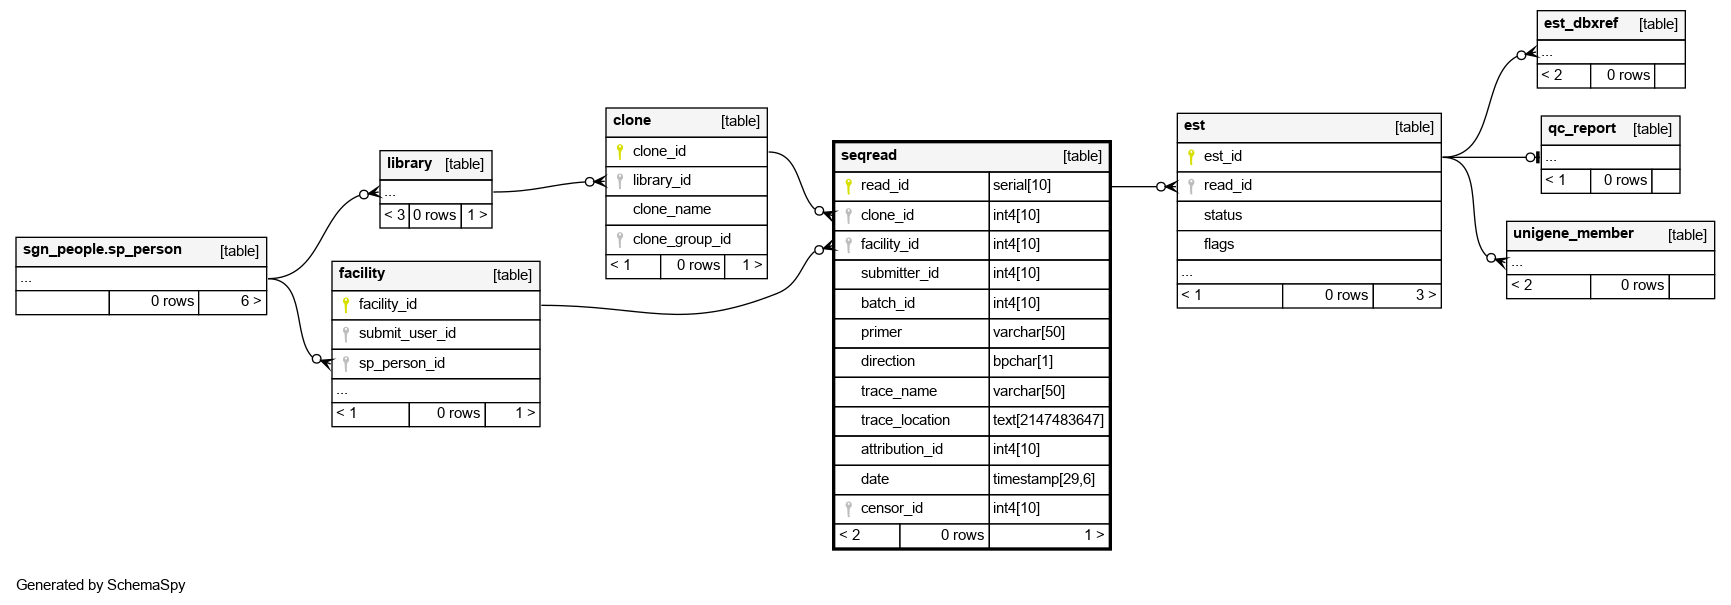 sgn_people.sp_person [table]
...
0 rows 6 >
library [table]
...
< 3 0 rows 1 >
facility [table]
facility_id
submit_user_id
sp_person_id
...
< 1 0 rows 1 >
clone [table]
clone_id
library_id
clone_name
clone_group_id
< 1 0 rows 1 >
seqread [table]
read_id serial[10]
clone_id int4[10]
facility_id int4[10]
submitter_id int4[10]
batch_id int4[10]
primer varchar[50]
direction bpchar[1]
trace_name varchar[50]
trace_location text[2147483647]
attribution_id int4[10]
date timestamp[29,6]
censor_id int4[10]
< 2 0 rows 1 >
est [table]
est_id
read_id
status
flags
...
< 1 0 rows 3 >
est_dbxref [table]
...
< 2 0 rows
qc_report [table]
...
< 1 0 rows
unigene_member [table]
...
< 2 0 rows
Generated by SchemaSpy